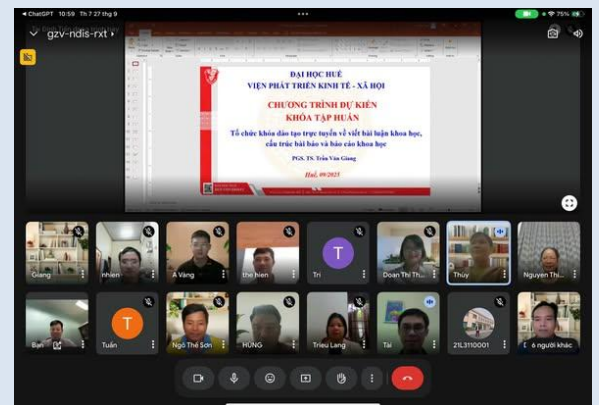 ChatGPT 10:59 Th 7 27 thg 9
75%
gzv-ndis-rxt
ĐẠI HỌC HUẾ
VIỆN PHÁT TRIỂN KINH TẾ - XÃ HỘI
CHƯƠNG TRÌNH DỰ KIẾN
KHÓA TẬP HUẤN
Tổ chức khóa đào tạo trực tuyến về viết bài luận khoa học,
cấu trúc bài báo và báo cáo khoa học
PGS. TS. Trần Văn Giang
Huế, 09/2025
Giang
nhien
A Vàng
the hien
T
Tri
Doan Thi Th...
Thùy
Nguyen Thi...
Bạn
T
Tuấn
Ngô Thế Sơn
HÙNG
Trieu Lang
Tài
21L3110001
6 người khác